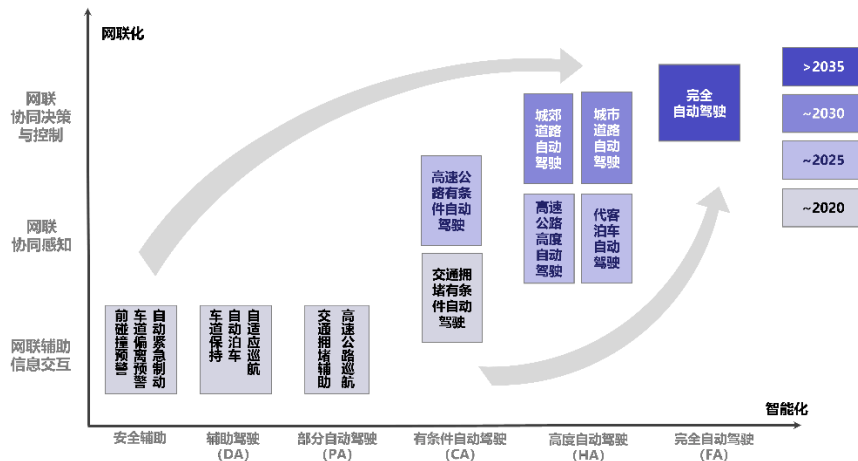 网联化
网联
协同决策
与控制
网联
协同感知
网联辅助
信息交互
前碰撞预警
车道偏离预警
自动紧急制动
车道保持
自动泊车
自适应巡航
交通拥堵辅助
高速公路巡航
高速公
路有条
件自动
驾驶
交通拥
堵有条
件自动
驾驶
城郊
道路
自动
驾驶
城市
道路
自动
驾驶
高速
公路
高度
自动
驾驶
代客
泊车
自动
驾驶
完全
自动驾驶
>2035
~2030
~2025
~2020
智能化
安全辅助
辅助驾驶
(DA)
部分自动驾驶
(PA)
有条件自动驾驶
(CA)
高度自动驾驶
(HA)
完全自动驾驶
(FA)